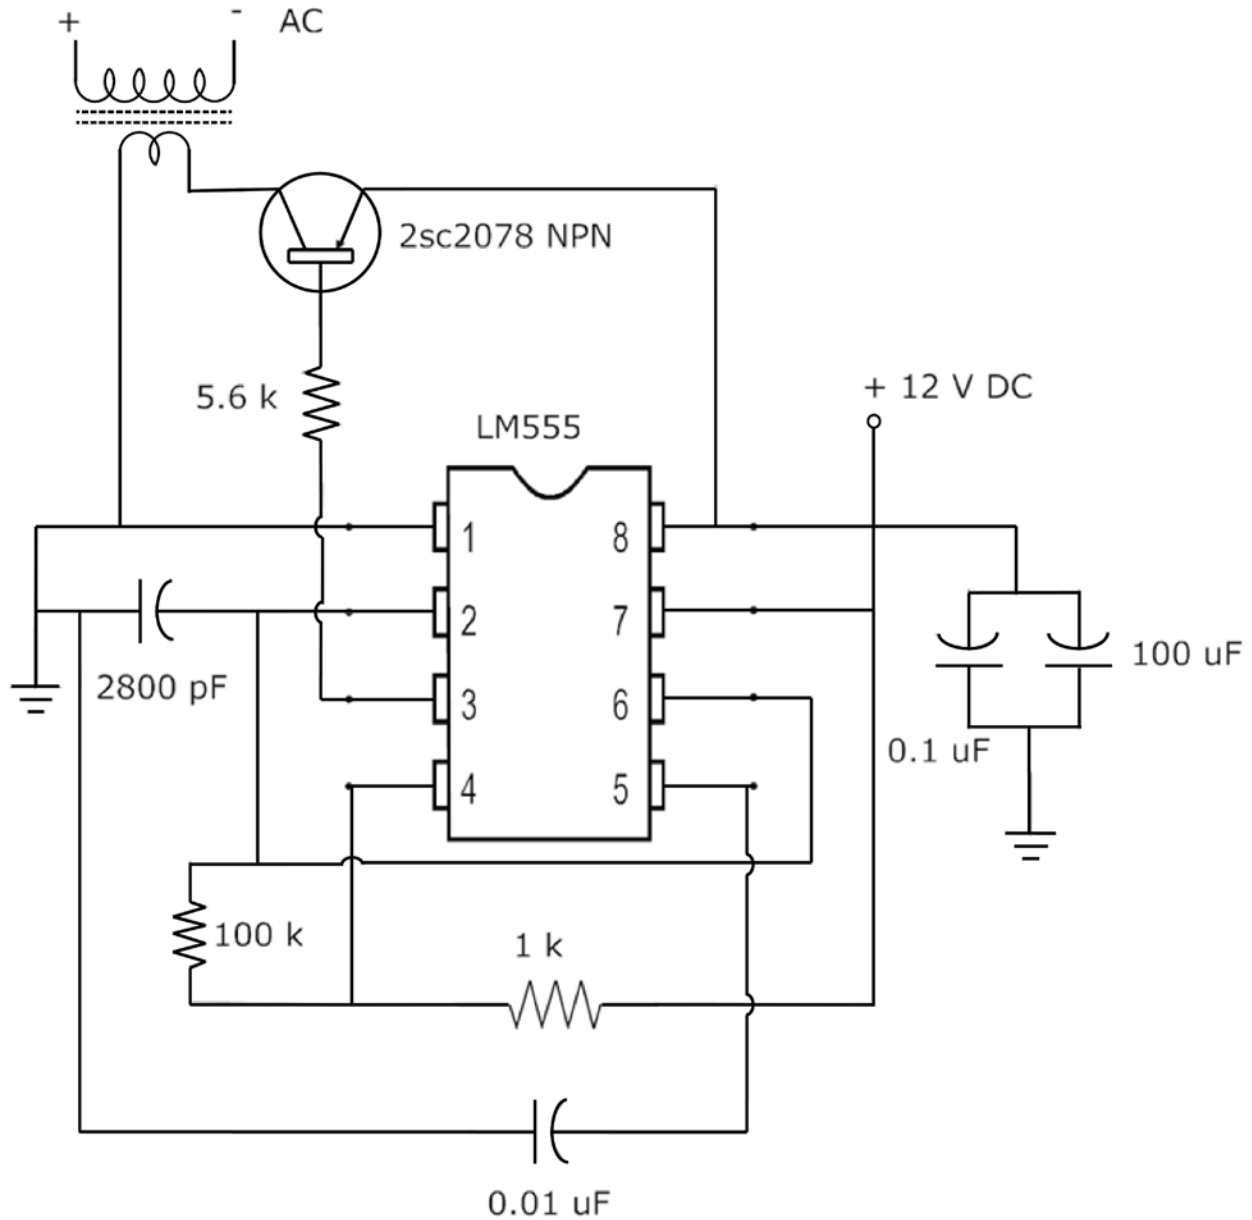 + - AC
2sc2078 NPN
5.6 k
+ 12 V DC
LM555
1 8
2 7
100 uF
2800 pF
3 6
0.1 uF
4 5
100 k
1 k
0.01 uF